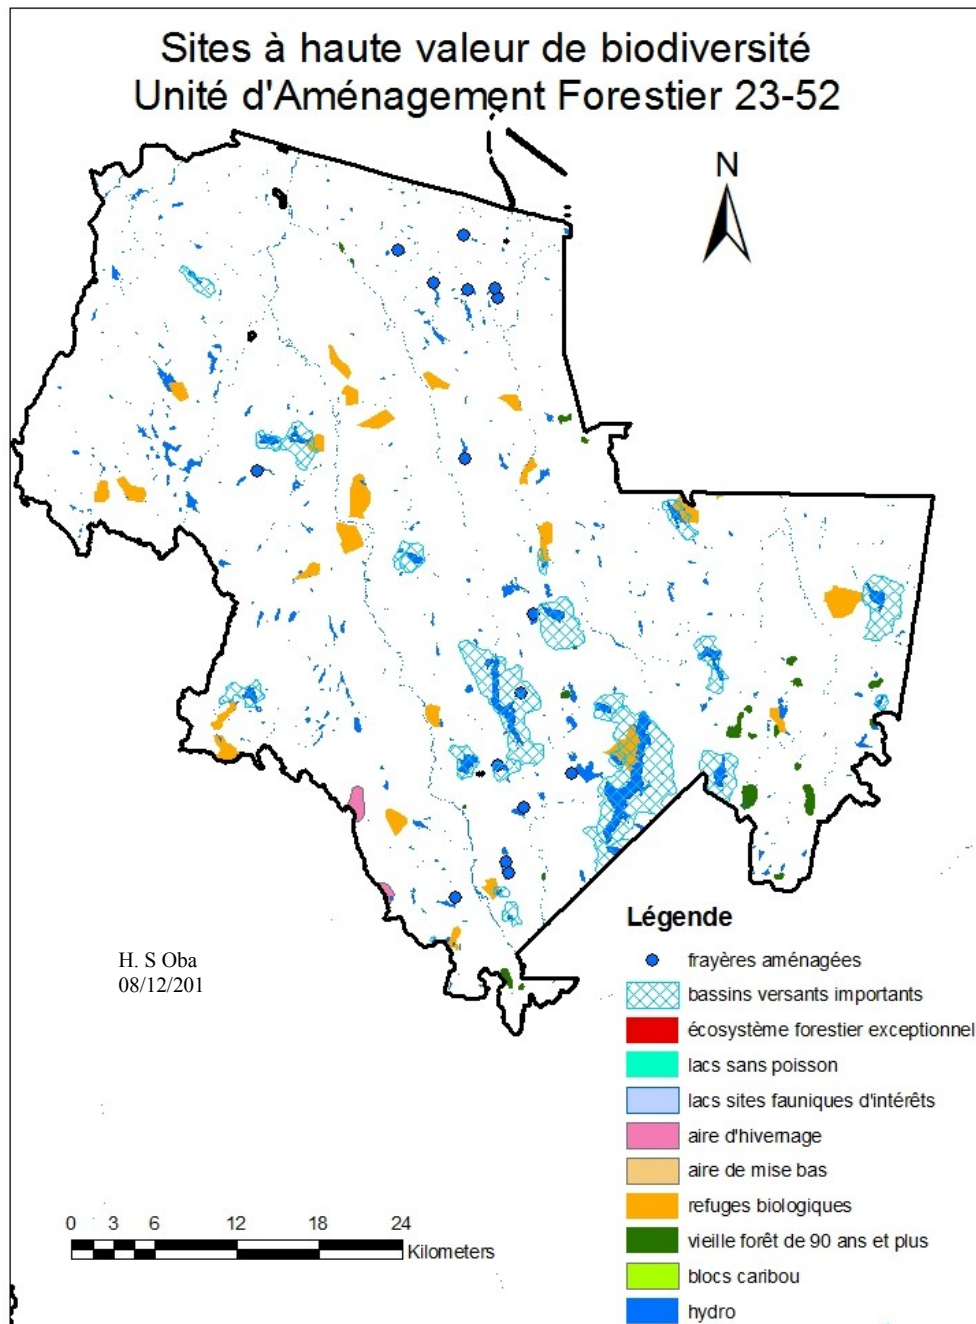 Sites à haute valeur de biodiversité
Unité d'Aménagement Forestier 23-52
N
H. S Oba
08/12/201
Légende
frayères aménagées
bassins versants importants
écosystème forestier exceptionnel
lacs sans poisson
lacs sites fauniques d'intérêts
aire d'hivernage
aire de mise bas
refuges biologiques
vieille forêt de 90 ans et plus
blocs caribou
hydro
0 3 6 12 18 24
Kilometers